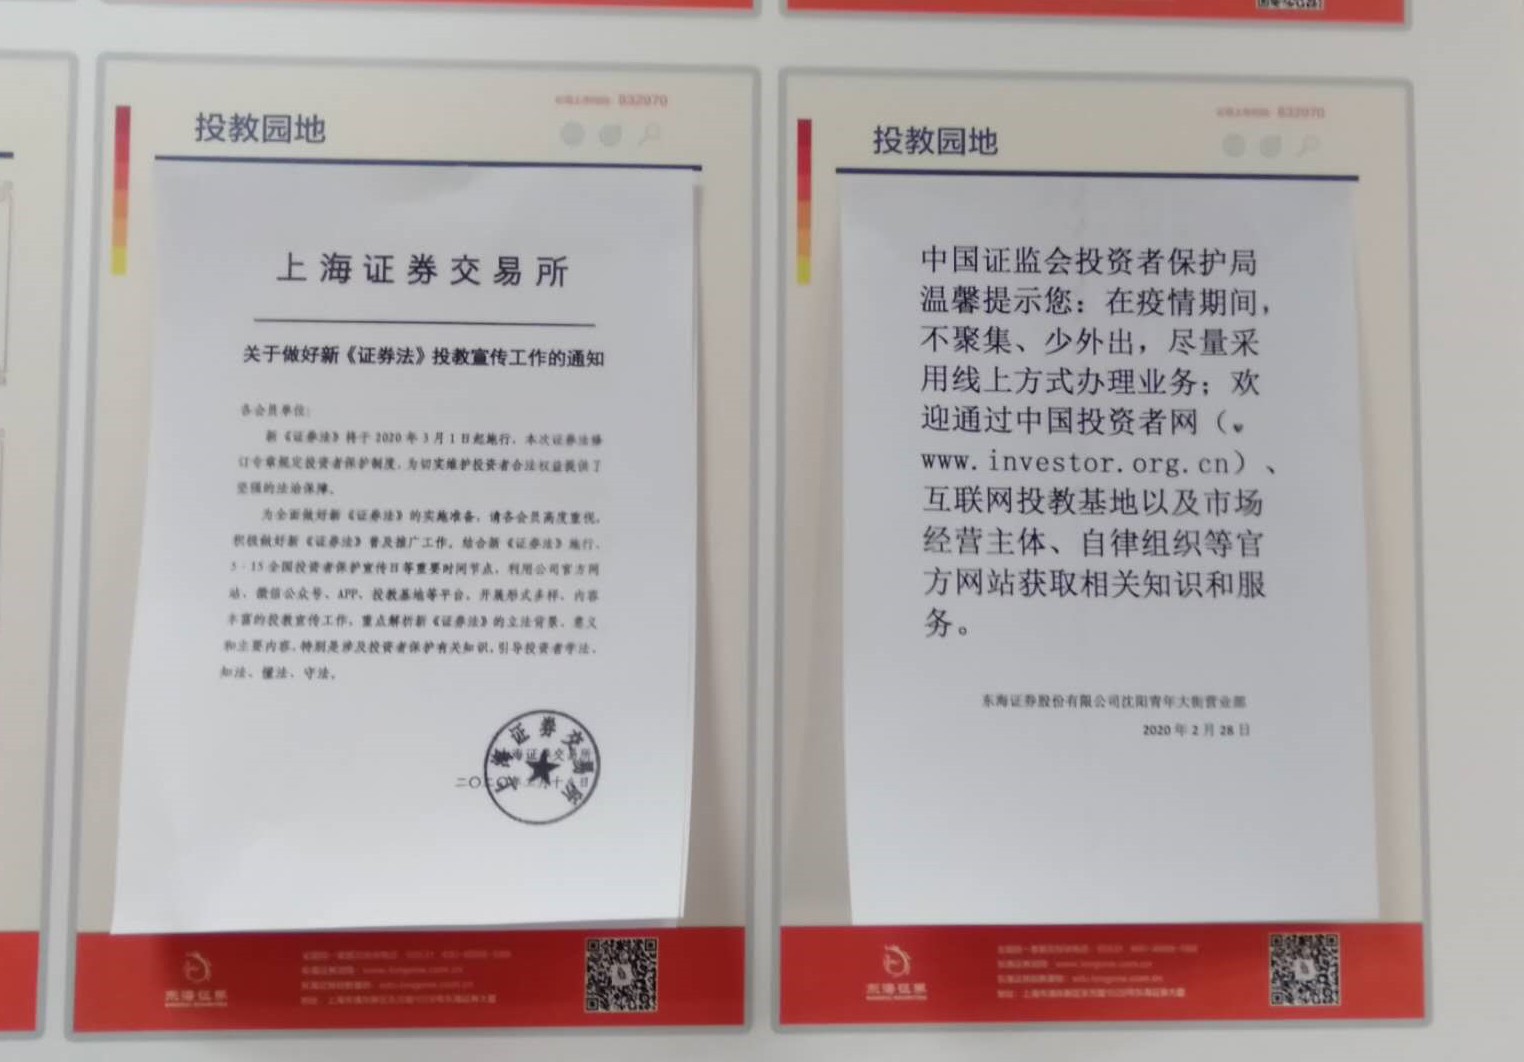 投教园地
832970
上海证券交易所
关于做好新《证券法》投教宣传工作的通知
各会员单位:
新《证券法》将于2020年3月1日起施行。本次证券法修
订专章规定投资者保护制度,为切实维护投资者合法权益提供了
坚强的法治保障。
为全面做好新《证券法》的实施准备,请各会员高度重视,
积极做好新《证券法》普及推广工作。结合新《证券法》施行、
5·15全国投资者保护宣传日等重要时间节点,利用公司官方网
站、微信公众号、APP、投教基地等平台,开展形式多样、内容
丰富的投教宣传工作,重点解析新《证券法》的立法背景、意义
和主要内容,特别是涉及投资者保护有关知识,引导投资者学法、
知法、懂法、守法。
上海证券交易所
东海证券
投教园地
832970
中国证监会投资者保护局
温馨提示您:在疫情期间,
不聚集、少外出,尽量采
用线上方式办理业务;欢
迎通过中国投资者网(
www.investor.org.cn)、
互联网投教基地以及市场
经营主体、自律组织等官
方网站获取相关知识和服
务。
东海证券股份有限公司沈阳青年大街营业部
2020年2月28日
东海证券